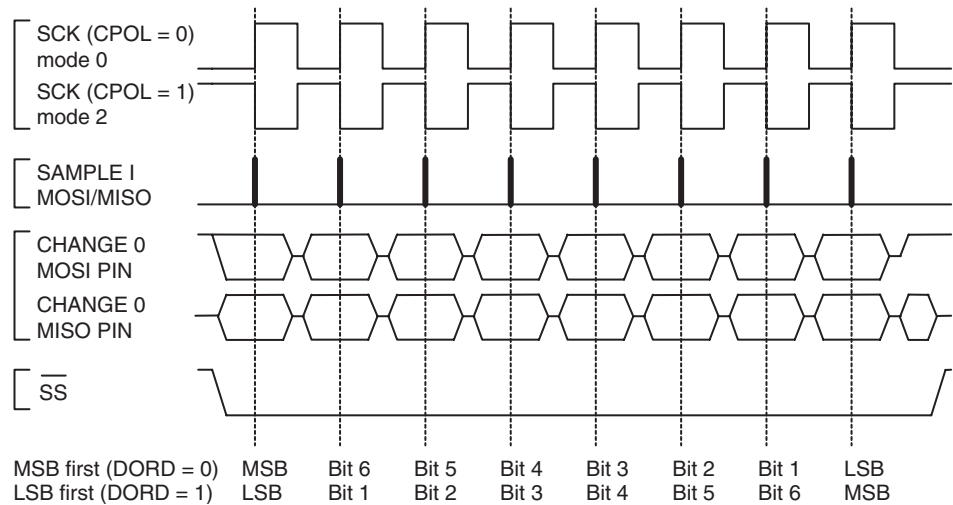 SCK (CPOL = 0)
mode 0
SCK (CPOL = 1)
mode 2
SAMPLE I
MOSI/MISO
CHANGE 0
MOSI PIN
CHANGE 0
MISO PIN
SS
MSB first (DORD = 0) MSB Bit 6 Bit 5 Bit 4 Bit 3 Bit 2 Bit 1 LSB
LSB first (DORD = 1) LSB Bit 1 Bit 2 Bit 3 Bit 4 Bit 5 Bit 6 MSB